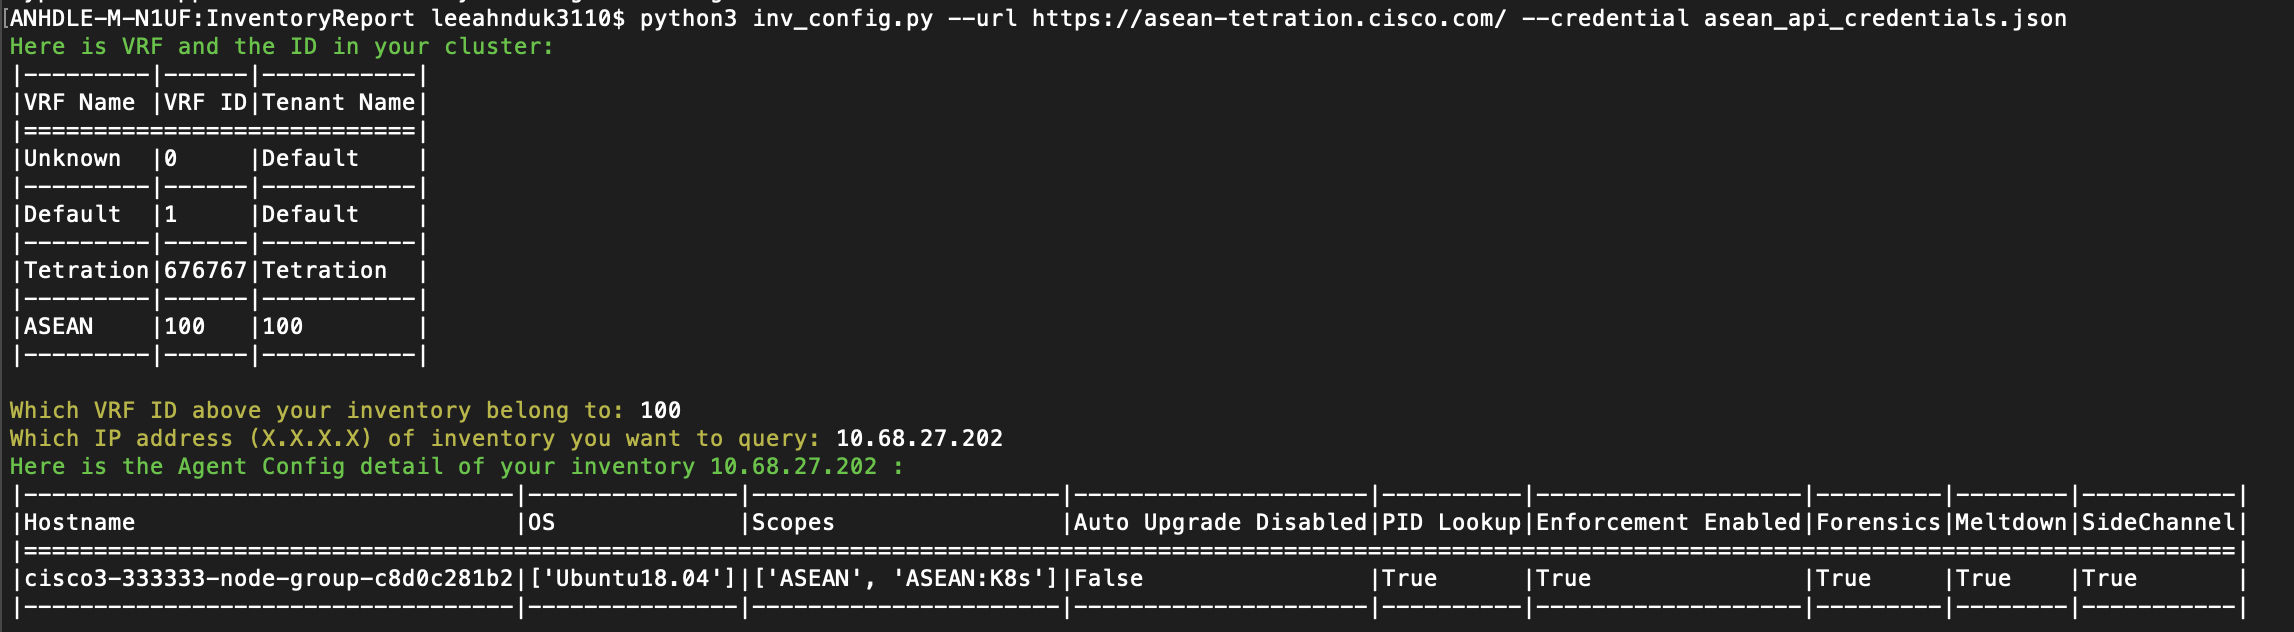 [ANHDLE-M-N1UF:InventoryReport leeahnduk3110$ python3 inv_config.py --url https://asean-tetration.cisco.com/ --credential asean_api_credentials.json
Here is VRF and the ID in your cluster:
|---------|------|-----------|
|VRF Name |VRF ID|Tenant Name|
|============================|
|Unknown  |0     |Default    |
|---------|------|-----------|
|Default  |1     |Default    |
|---------|------|-----------|
|Tetration|676767|Tetration  |
|---------|------|-----------|
|ASEAN    |100   |100        |
|---------|------|-----------|
Which VRF ID above your inventory belong to: 100
Which IP address (X.X.X.X) of inventory you want to query: 10.68.27.202
Here is the Agent Config detail of your inventory 10.68.27.202 :
|-----------------------------------|---------------|----------------------|---------------------|----------|-------------------|---------|--------|-----------|
|Hostname                           |OS             |Scopes                |Auto Upgrade Disabled|PID Lookup|Enforcement Enabled|Forensics|Meltdown|SideChannel|
|==============================================================================================================================================================|
|cisco3-333333-node-group-c8d0c281b2|['Ubuntu18.04']|['ASEAN', 'ASEAN:K8s']|False                |True      |True               |True     |True    |True       |
|-----------------------------------|---------------|----------------------|---------------------|----------|-------------------|---------|--------|-----------|